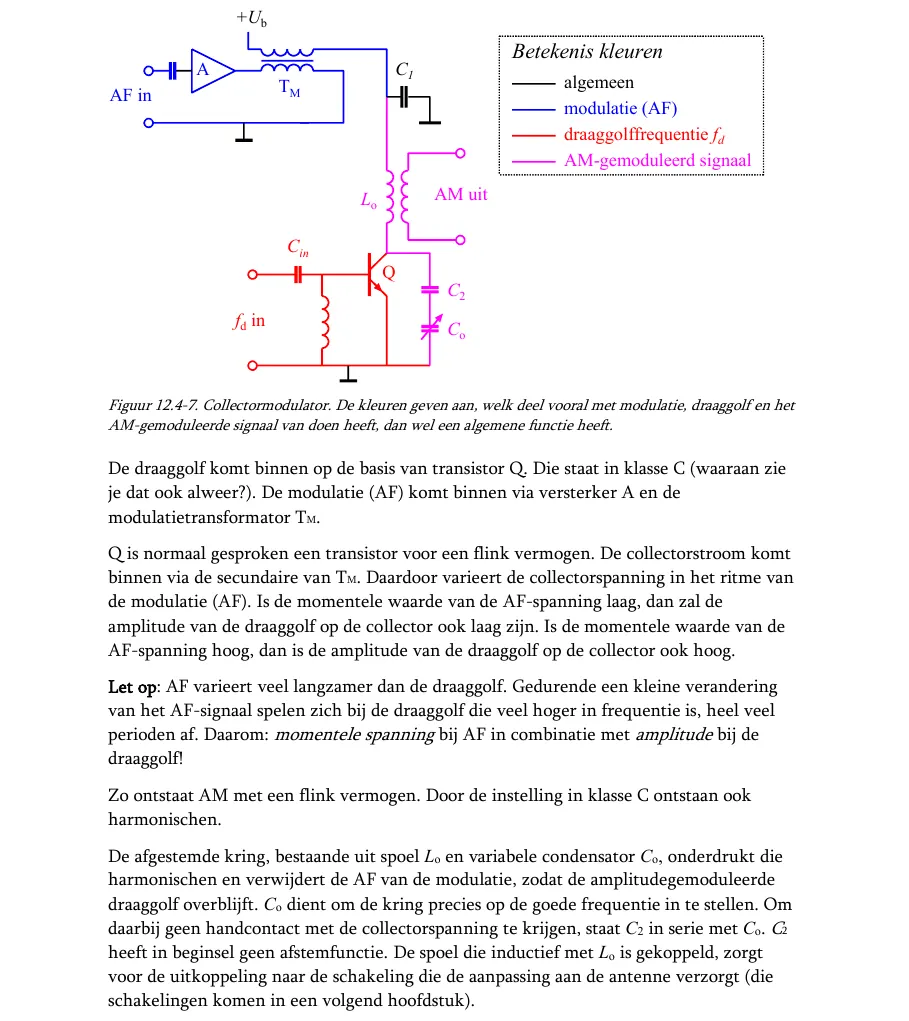 +Ub
A
AF in
TM
C1
Betekenis kleuren
algemeen
modulatie (AF)
draaggolffrequentie fd
AM-gemoduleerd signaal
Lo
AM uit
Cin
Q
fd in
C2
Co
Figuur 12.4-7. Collectormodulator. De kleuren geven aan, welk deel vooral met modulatie, draaggolf en het
AM-gemoduleerde signaal van doen heeft, dan wel een algemene functie heeft.
De draaggolf komt binnen op de basis van transistor Q. Die staat in klasse C (waaraan zie
je dat ook alweer?). De modulatie (AF) komt binnen via versterker A en de
modulatietransformator TM.
Q is normaal gesproken een transistor voor een flink vermogen. De collectorstroom komt
binnen via de secundaire van TM. Daardoor varieert de collectorspanning in het ritme van
de modulatie (AF). Is de momentele waarde van de AF-spanning laag, dan zal de
amplitude van de draaggolf op de collector ook laag zijn. Is de momentele waarde van de
AF-spanning hoog, dan is de amplitude van de draaggolf op de collector ook hoog.
Let op: AF varieert veel langzamer dan de draaggolf. Gedurende een kleine verandering
van het AF-signaal spelen zich bij de draaggolf die veel hoger in frequentie is, heel veel
perioden af. Daarom: momentele spanning bij AF in combinatie met amplitude bij de
draaggolf!
Zo ontstaat AM met een flink vermogen. Door de instelling in klasse C ontstaan ook
harmonischen.
De afgestemde kring, bestaande uit spoel Lo en variabele condensator Co, onderdrukt die
harmonischen en verwijdert de AF van de modulatie, zodat de amplitudegemoduleerde
draaggolf overblijft. Co dient om de kring precies op de goede frequentie in te stellen. Om
daarbij geen handcontact met de collectorspanning te krijgen, staat C2 in serie met Co. C2
heeft in beginsel geen afstemfunctie. De spoel die inductief met Lo is gekoppeld, zorgt
voor de uitkoppeling naar de schakeling die de aanpassing aan de antenne verzorgt (die
schakelingen komen in een volgend hoofdstuk).